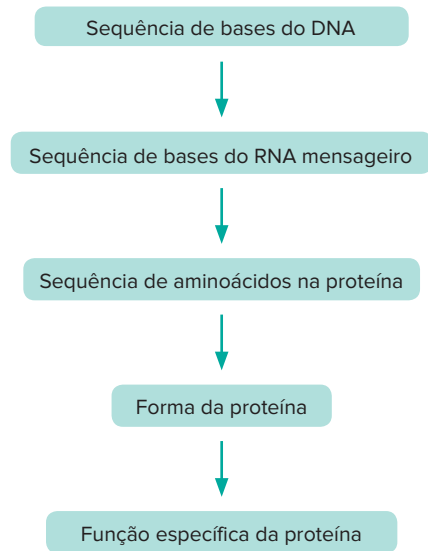 Sequência de bases do DNA
Sequência de bases do RNA mensageiro
Sequência de aminoácidos na proteína
Forma da proteína
Função específica da proteína